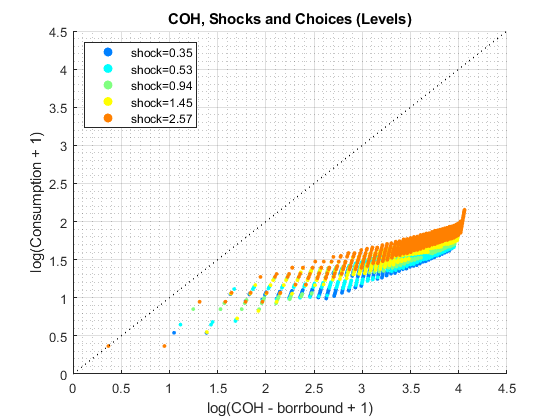 COH, Shocks and Choices (Levels)
4.5
4
3.5
3
2.5
2
1.5
1
0.5
0
log(Consumption + 1)
shock=0.35
shock=0.53
shock=0.94
shock=1.45
shock=2.57
0 0.5 1 1.5 2 2.5 3 3.5 4 4.5
log(COH - borrbound + 1)